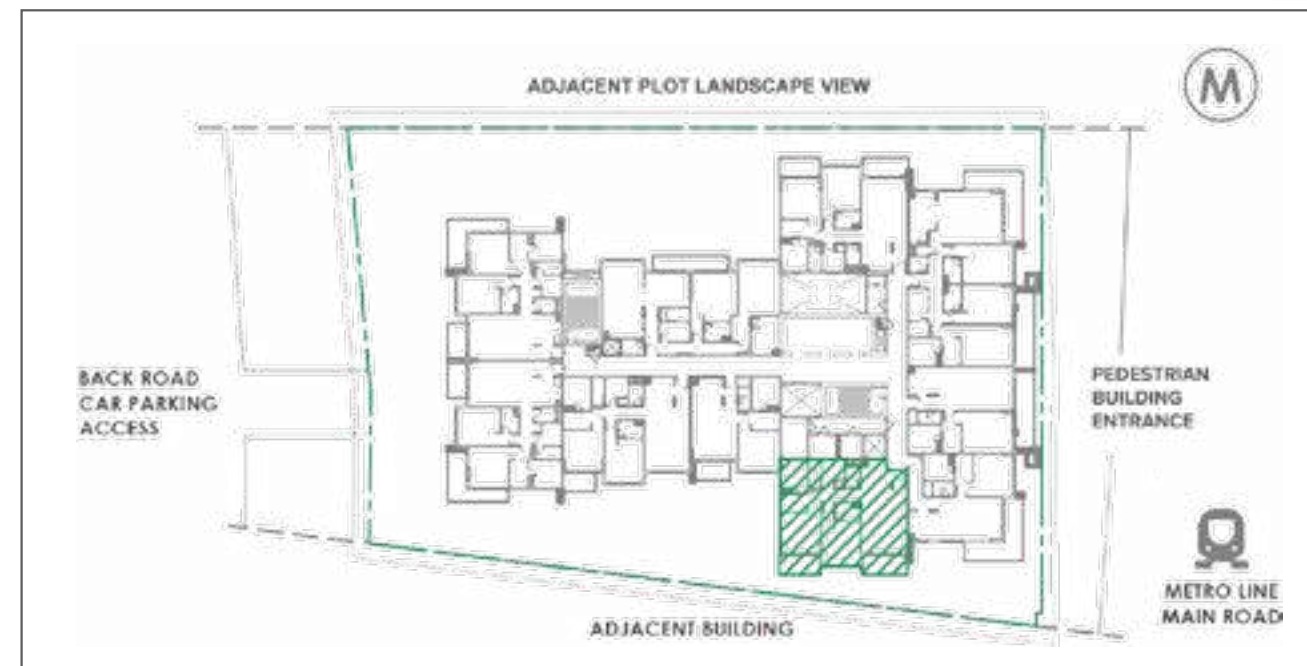 ADJACENT PLOT LANDSCAPE VIEW
M
BACK ROAD
CAR PARKING
ACCESS
PEDESTRIAN
BUILDING
ENTRANCE
METRO LINE
MAIN ROAD
ADJACENT BUILDING